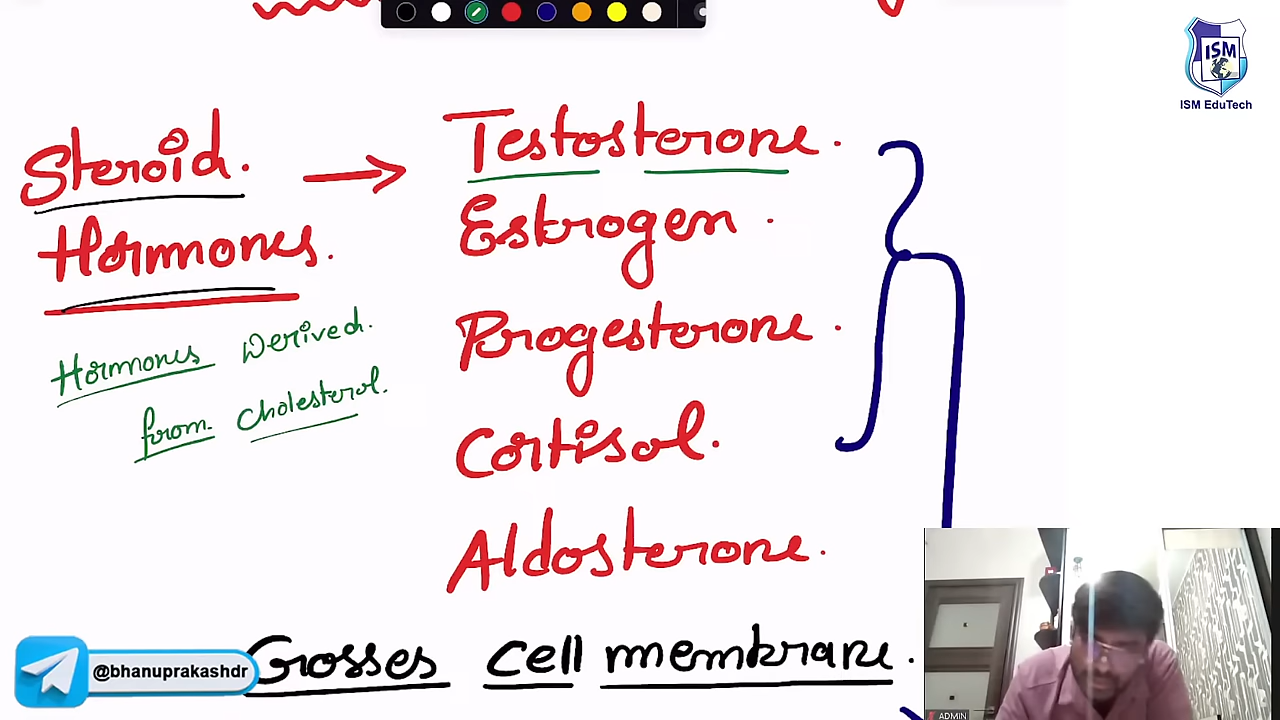 ISM
ISM EduTech
Steroid. → Testosterone.
Hormones.
Estrogen.
Hormones Derived.
from cholesterol.
Progesterone.
Cortisol.
Aldosterone.
Crosses cell membrane.
@bhanuprakashdr
ADMIN